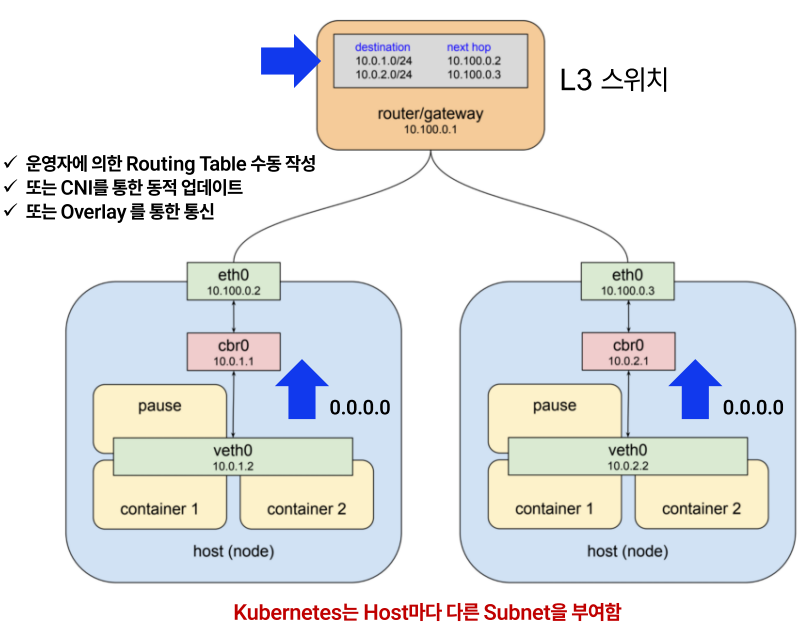 destination next hop
10.0.1.0/24 10.100.0.2
10.0.2.0/24 10.100.0.3
router/gateway
10.100.0.1
L3 스위치
✓ 운영자에 의한 Routing Table 수동 작성
✓ 또는 CNI를 통한 동적 업데이트
✓ 또는 Overlay 를 통한 통신
eth0
10.100.0.2
cbr0
10.0.1.1
0.0.0.0
pause
veth0
10.0.1.2
container 1
container 2
host (node)
eth0
10.100.0.3
cbr0
10.0.2.1
0.0.0.0
pause
veth0
10.0.2.2
container 1
container 2
host (node)
Kubernetes는 Host마다 다른 Subnet을 부여함